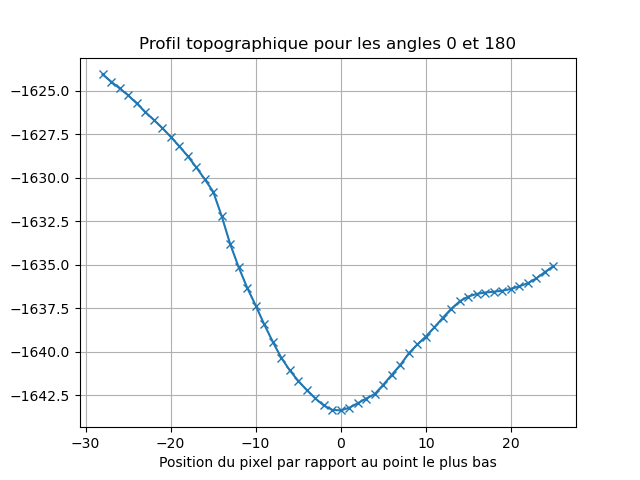 Profil topographique pour les angles 0 et 180
−1625.0
−1627.5
−1630.0
−1632.5
−1635.0
−1637.5
−1640.0
−1642.5
−30 −20 −10 0 10 20
Position du pixel par rapport au point le plus bas